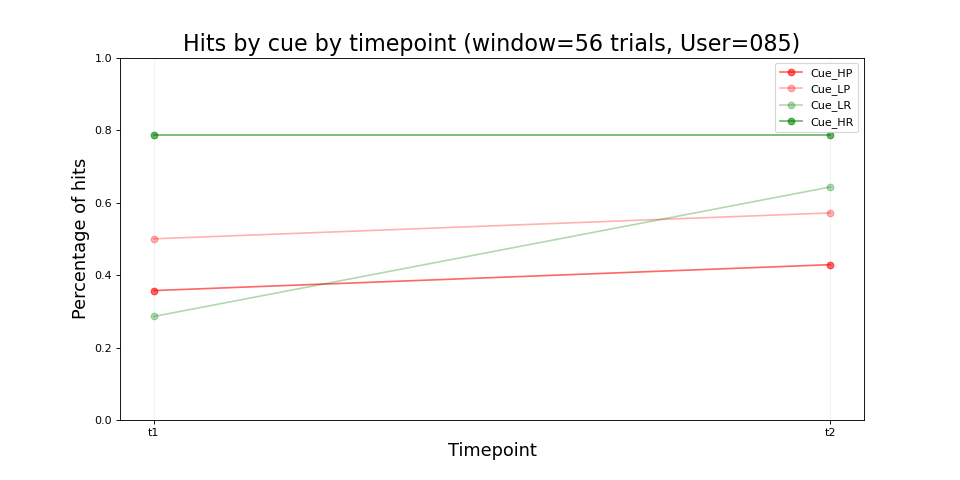 Hits by cue by timepoint (window=56 trials, User=085)
Cue_HP
Cue_LP
Cue_LR
Cue_HR
Percentage of hits
1.0
0.8
0.6
0.4
0.2
0.0
t1
t2
Timepoint